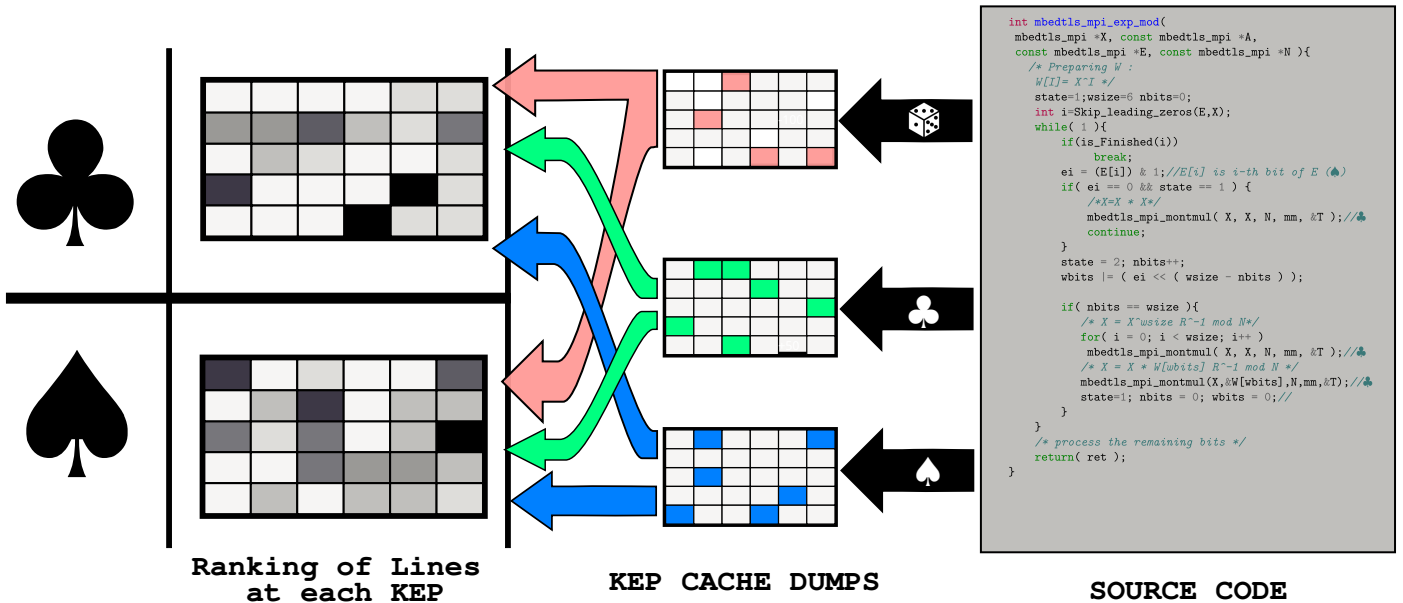 int mbedtls_mpi_exp_mod(
mbedtls_mpi *X, const mbedtls_mpi *A,
const mbedtls_mpi *E, const mbedtls_mpi *N ){
/* Preparing W :
W[I]= X^I */
state=1;wsize=6 nbits=0;
int i=Skip_leading_zeros(E,X);
while( 1 ){
if(is_Finished(i))
break;
ei = (E[i]) & 1;//E[i] is i-th bit of E (♠)
if( ei == 0 && state == 1 ) {
/*X=X * X*/
mbedtls_mpi_montmul( X, X, N, mm, &T );//♣
continue;
}
state = 2; nbits++;
wbits |= ( ei << ( wsize - nbits ) );
if( nbits == wsize ){
/* X = X^wsize R^-1 mod N*/
for( i = 0; i < wsize; i++ )
mbedtls_mpi_montmul( X, X, N, mm, &T );//♣
/* X = X * W[wbits] R^-1 mod N */
mbedtls_mpi_montmul(X,&W[wbits],N,mm,&T);//♣
state=1; nbits = 0; wbits = 0;//
}
}
/* process the remaining bits */
return( ret );
}
Ranking of Lines
at each KEP
KEP CACHE DUMPS
SOURCE CODE